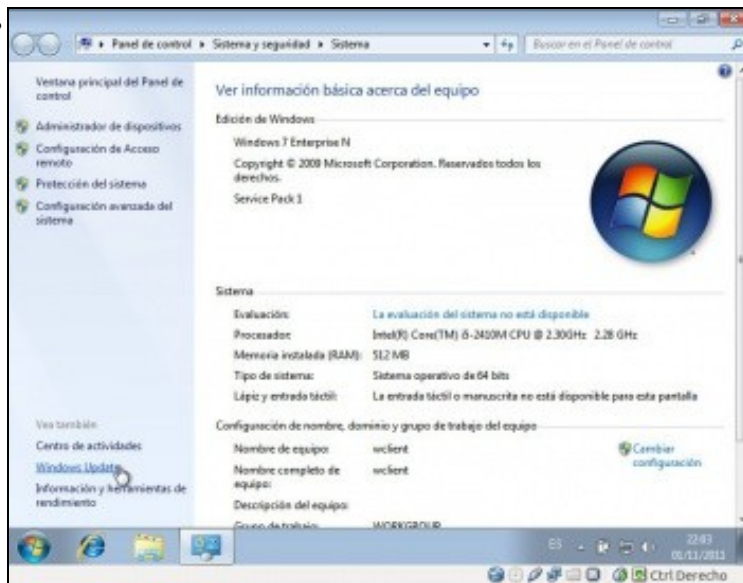 Panel de control ▸ Sistema y seguridad ▸ Sistema
Buscar en el Panel de control
Ventana principal del Panel de
control
Administrador de dispositivos
Configuración de Acceso
remoto
Protección del sistema
Configuración avanzada del
sistema
Vea también
Centro de actividades
Windows Update
Información y herramientas de
rendimiento
Ver información básica acerca del equipo
Edición de Windows
Windows 7 Enterprise N
Copyright © 2009 Microsoft Corporation. Reservados todos los
derechos.
Service Pack 1
Sistema
Evaluación: La evaluación del sistema no está disponible
Procesador: Intel(R) Core(TM) i5-2410M CPU @ 2.30GHz 2.28 GHz
Memoria instalada (RAM): 512 MB
Tipo de sistema: Sistema operativo de 64 bits
Lápiz y entrada táctil: La entrada táctil o manuscrita no está disponible para esta pantalla
Configuración de nombre, dominio y grupo de trabajo del equipo
Nombre de equipo: wclient
Cambiar
configuración
Nombre completo de
equipo: wclient
Descripción del equipo:
Grupo de trabajo: WORKGROUP
ES
22:03
01/11/2011
Ctrl Derecho